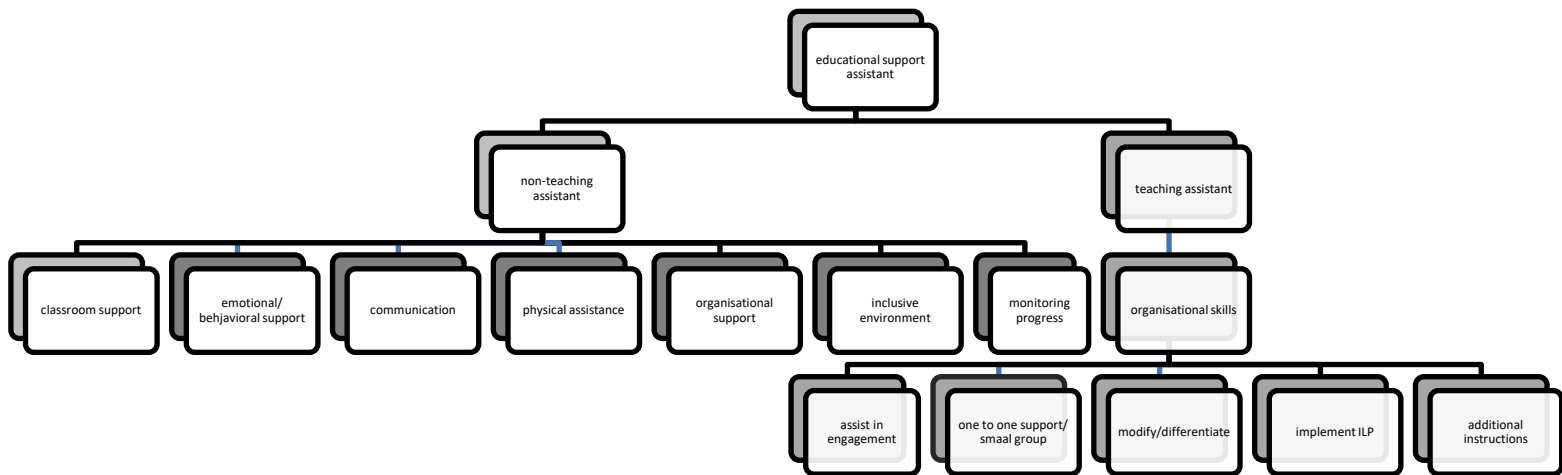 educational support
assistant
non-teaching
assistant
teaching assistant
classroom support
emotional/
behjavioral support
communication
physical assistance
organisational
support
inclusive
environment
monitoring
progress
organisational skills
assist in
engagement
one to one support/
smaal group
modify/differentiate
implement ILP
additional
instructions